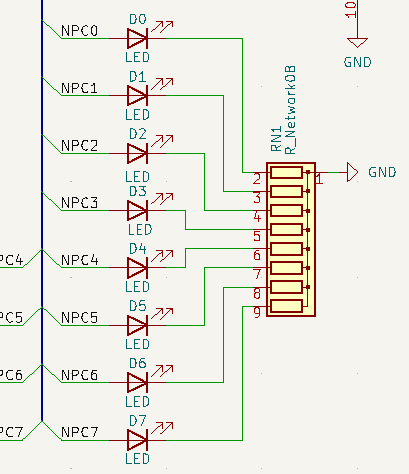 D0
10
NPC0
LED
GND
D1
NPC1
LED
RN1
R_Network08
D2
NPC2
LED
2
1
GND
D3
3
NPC3
LED
4
5
D4
PC4
NPC4
LED
6
7
D5
PC5
NPC5
LED
8
9
D6
PC6
NPC6
LED
D7
PC7
NPC7
LED